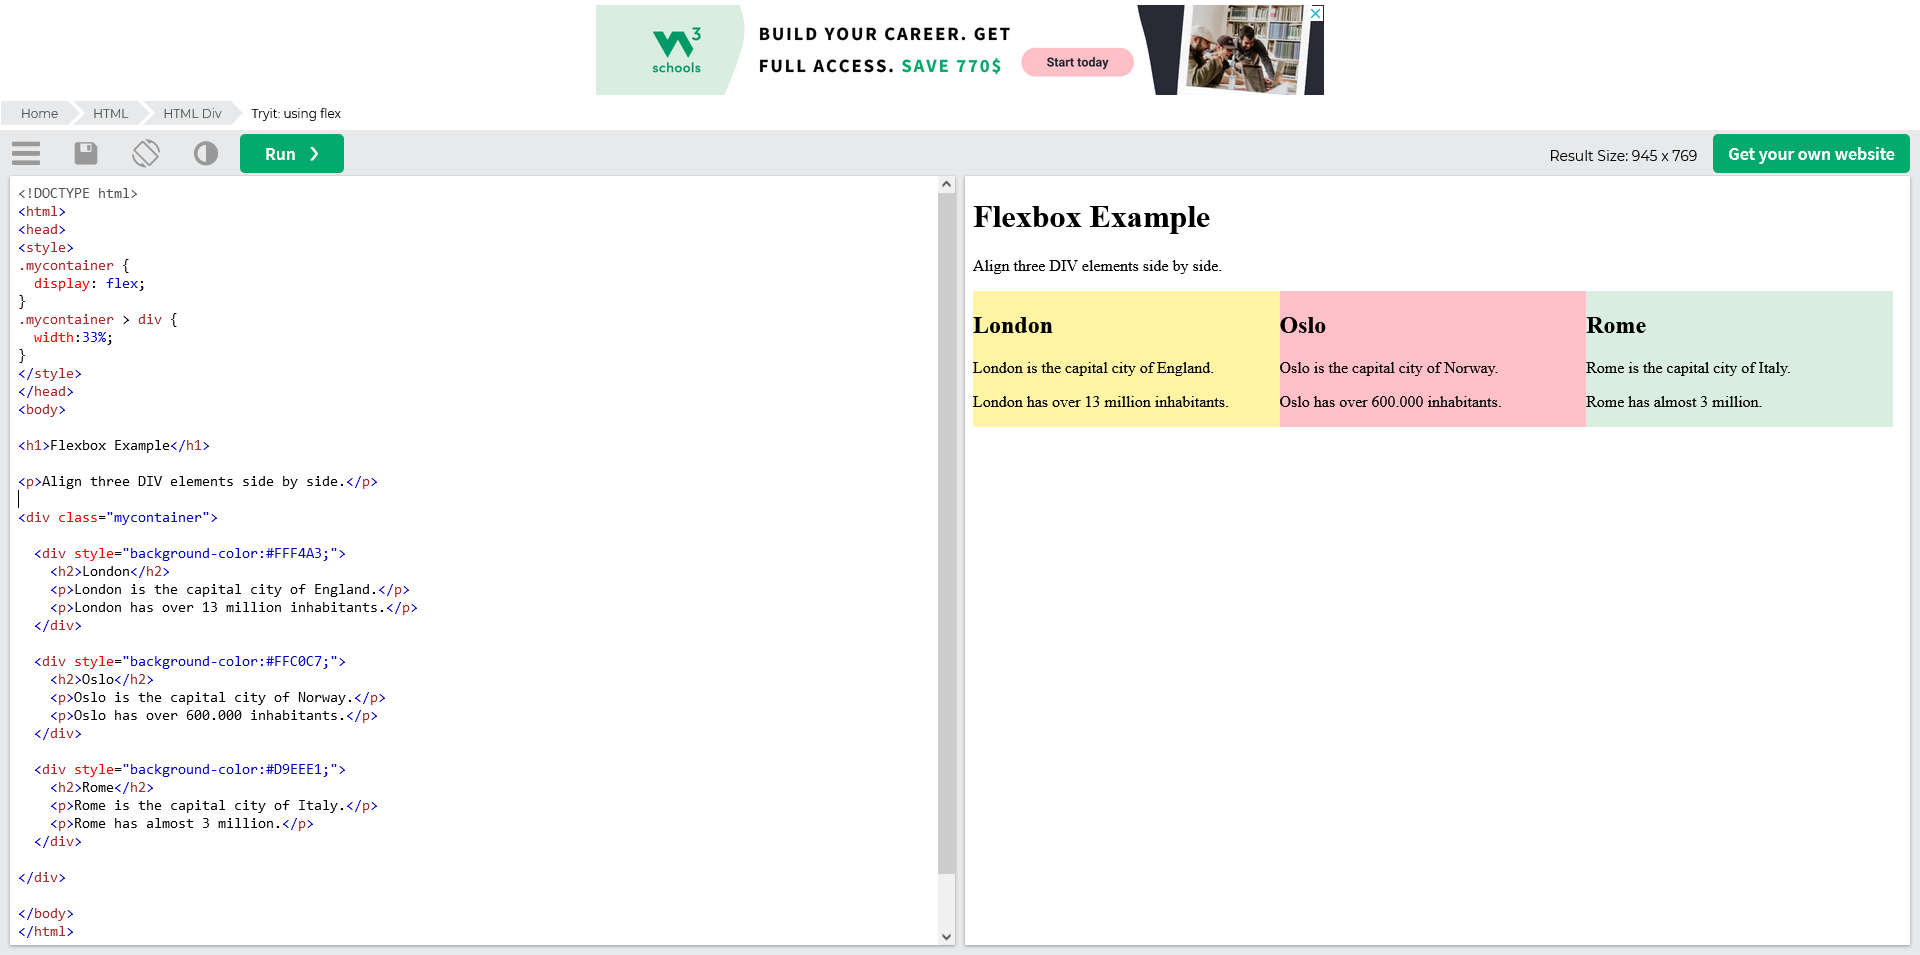 3
schools
BUILD YOUR CAREER. GET
FULL ACCESS. SAVE 770$
Start today
Home
HTML
HTML Div
Tryit: using flex
Run ❯
Result Size: 945 x 769
Get your own website
<!DOCTYPE html>
<html>
<head>
<style>
.mycontainer {
  display: flex;
}
.mycontainer > div {
  width:33%;
}
</style>
</head>
<body>
<h1>Flexbox Example</h1>
<p>Align three DIV elements side by side.</p>
<div class="mycontainer">
  <div style="background-color:#FFF4A3;">
    <h2>London</h2>
    <p>London is the capital city of England.</p>
    <p>London has over 13 million inhabitants.</p>
  </div>
  <div style="background-color:#FFC0C7;">
    <h2>Oslo</h2>
    <p>Oslo is the capital city of Norway.</p>
    <p>Oslo has over 600.000 inhabitants.</p>
  </div>
  <div style="background-color:#D9EEE1;">
    <h2>Rome</h2>
    <p>Rome is the capital city of Italy.</p>
    <p>Rome has almost 3 million.</p>
  </div>
</div>
</body>
</html>
Flexbox Example
Align three DIV elements side by side.
London
London is the capital city of England.
London has over 13 million inhabitants.
Oslo
Oslo is the capital city of Norway.
Oslo has over 600.000 inhabitants.
Rome
Rome is the capital city of Italy.
Rome has almost 3 million.